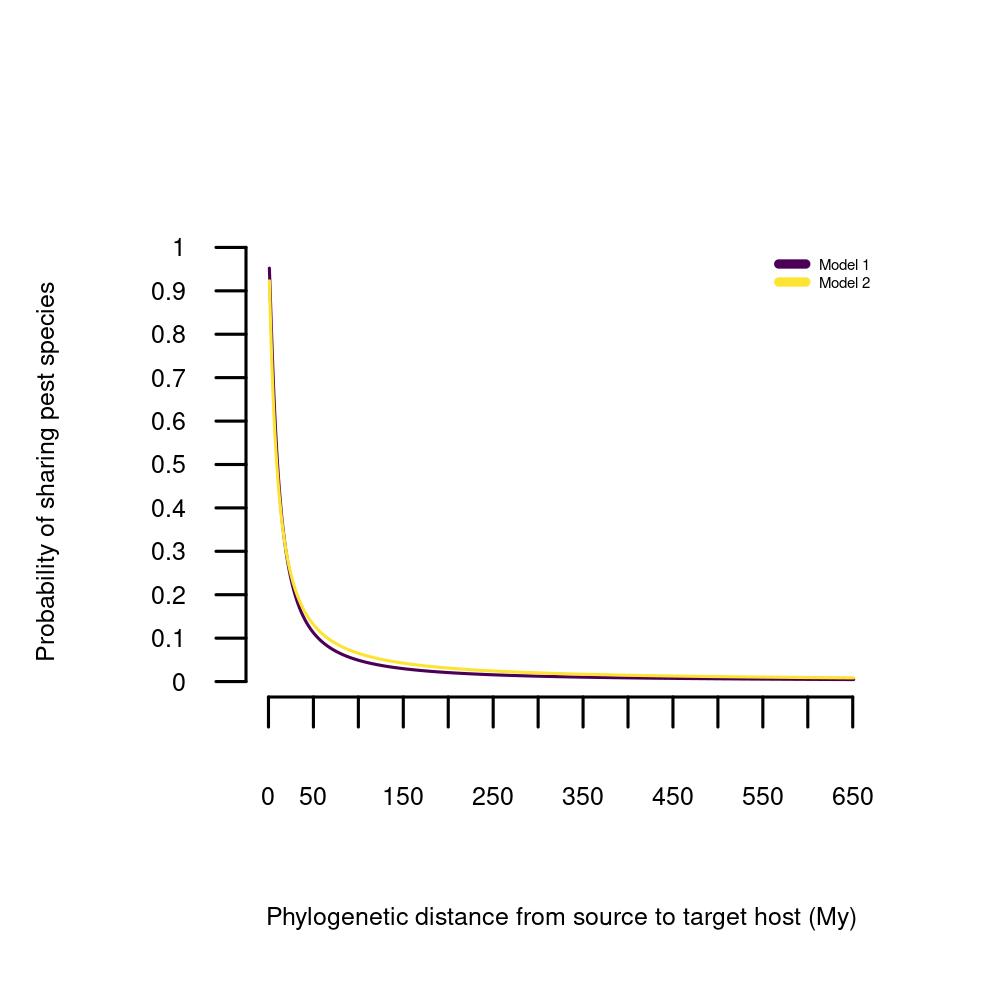 Probability of sharing pest species
1
0.9
0.8
0.7
0.6
0.5
0.4
0.3
0.2
0.1
0
Model 1
Model 2
0 50 150 250 350 450 550 650
Phylogenetic distance from source to target host (My)